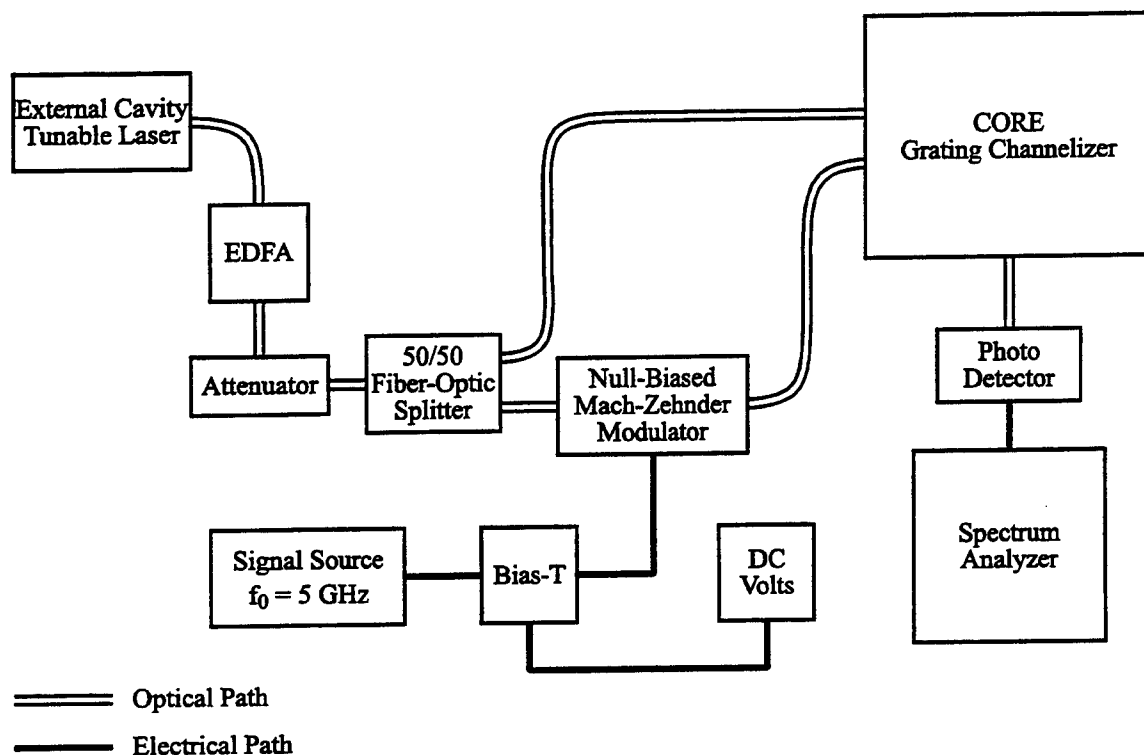 External Cavity
Tunable Laser
EDFA
Attenuator
50/50
Fiber-Optic
Splitter
Null-Biased
Mach-Zehnder
Modulator
CORE
Grating Channelizer
Photo
Detector
Spectrum
Analyzer
Signal Source
f₀ = 5 GHz
Bias-T
DC
Volts
Optical Path
Electrical Path